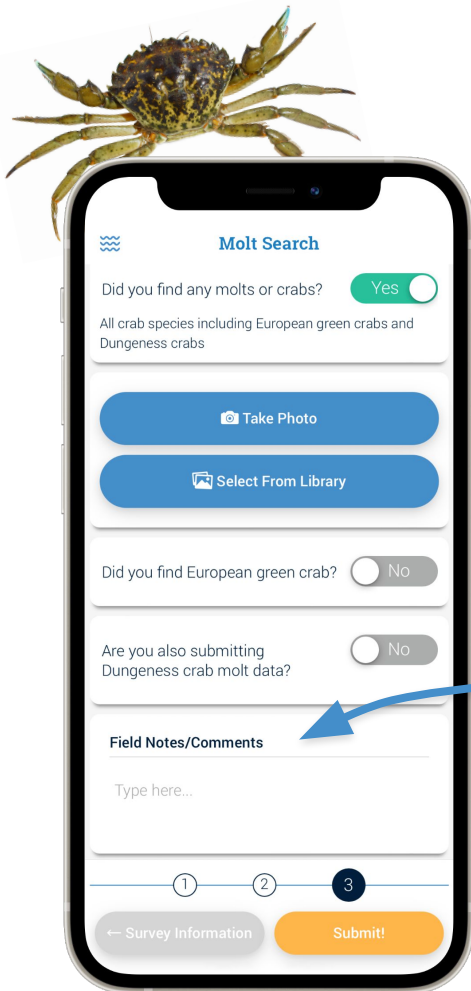 Molt Search
Did you find any molts or crabs?
Yes
All crab species including European green crabs and
Dungeness crabs
Take Photo
Select From Library
Did you find European green crab?
No
Are you also submitting
Dungeness crab molt data?
No
Field Notes/Comments
Type here...
1 2 3
← Survey Information
Submit!